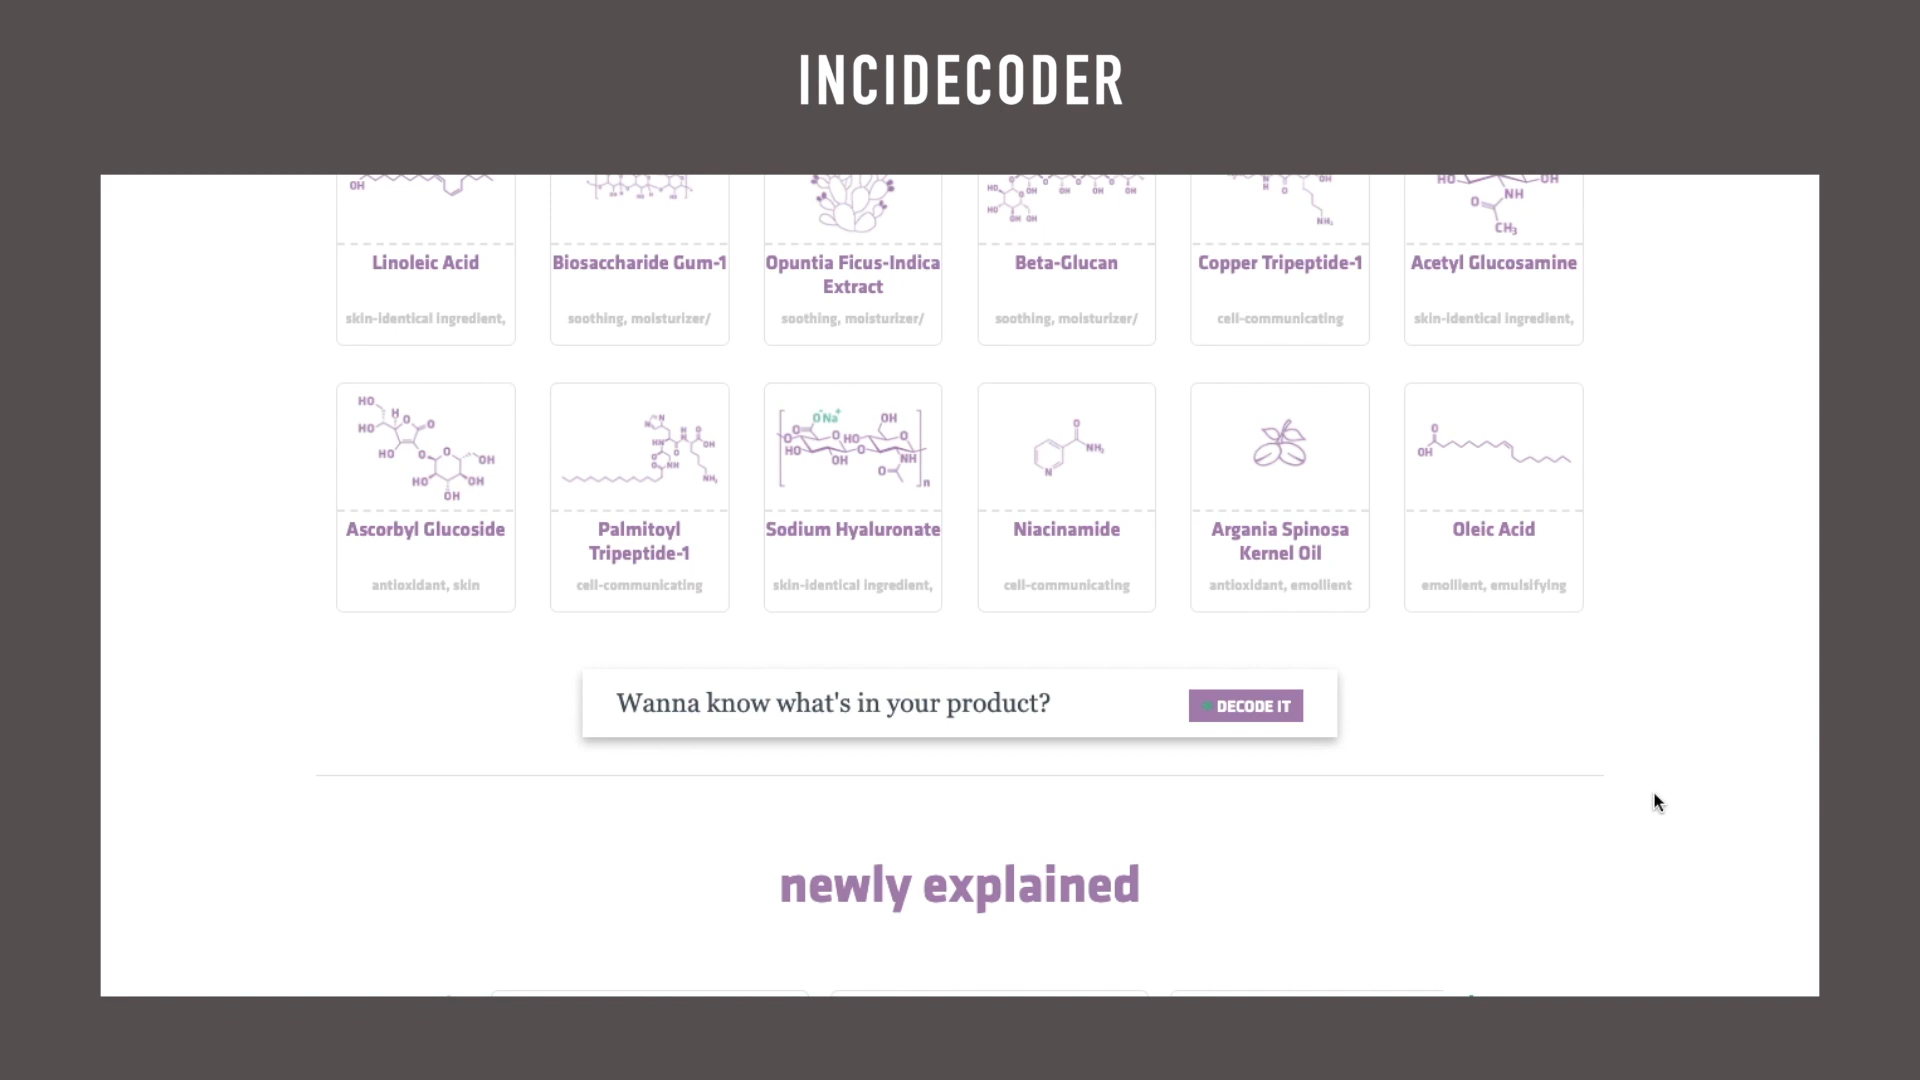 INCIDECODER
Linoleic Acid
skin-identical ingredient,
Biosaccharide Gum-1
soothing, moisturizer/
Opuntia Ficus-Indica
Extract
soothing, moisturizer/
Beta-Glucan
soothing, moisturizer/
Copper Tripeptide-1
cell-communicating
Acetyl Glucosamine
skin-identical ingredient,
Ascorbyl Glucoside
antioxidant, skin
Palmitoyl
Tripeptide-1
cell-communicating
Sodium Hyaluronate
skin-identical ingredient,
Niacinamide
cell-communicating
Argania Spinosa
Kernel Oil
antioxidant, emollient
Oleic Acid
emollient, emulsifying
Wanna know what's in your product?
DECODE IT
newly explained